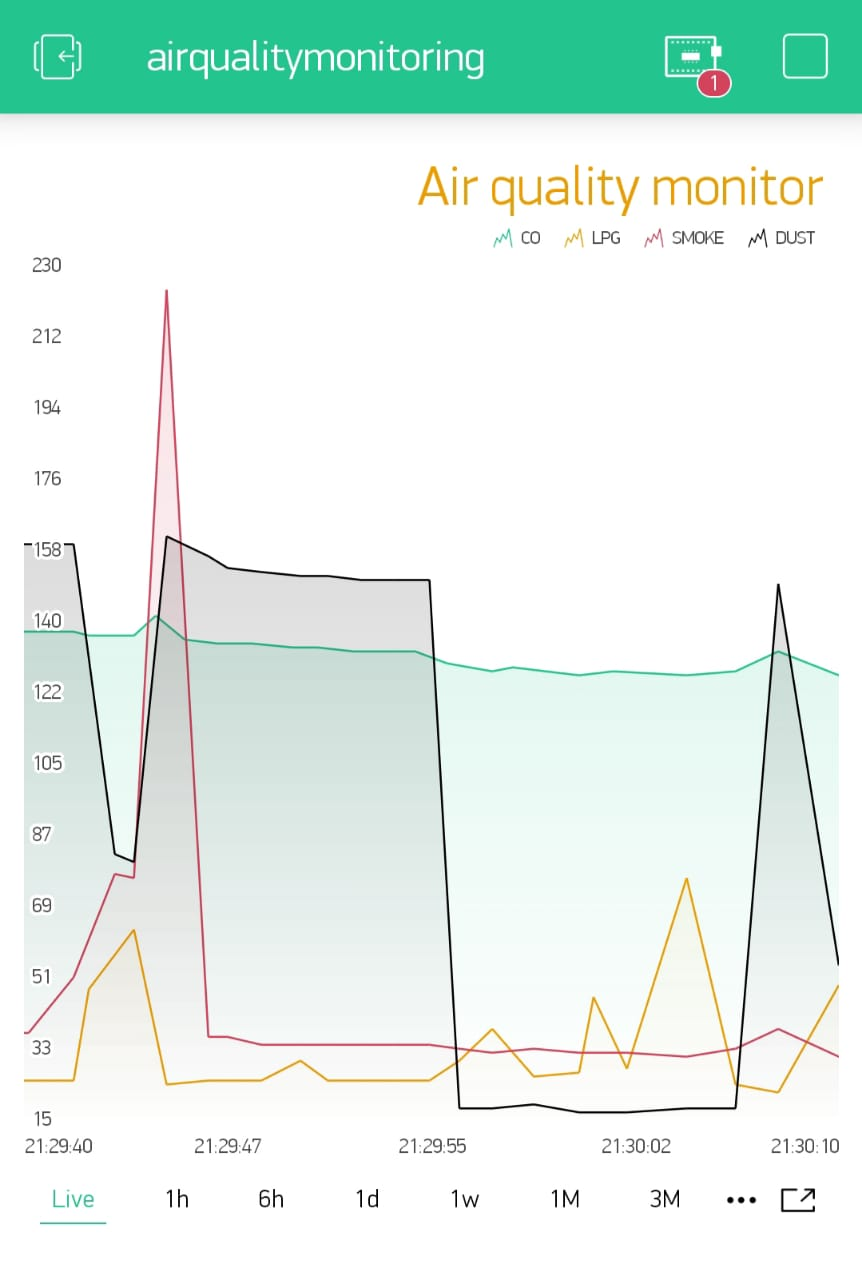 airqualitymonitoring
1
Air quality monitor
CO LPG SMOKE DUST
230
212
194
176
158
140
122
105
87
69
51
33
15
21:29:40 21:29:47 21:29:55 21:30:02 21:30:10
Live 1h 6h 1d 1w 1M 3M